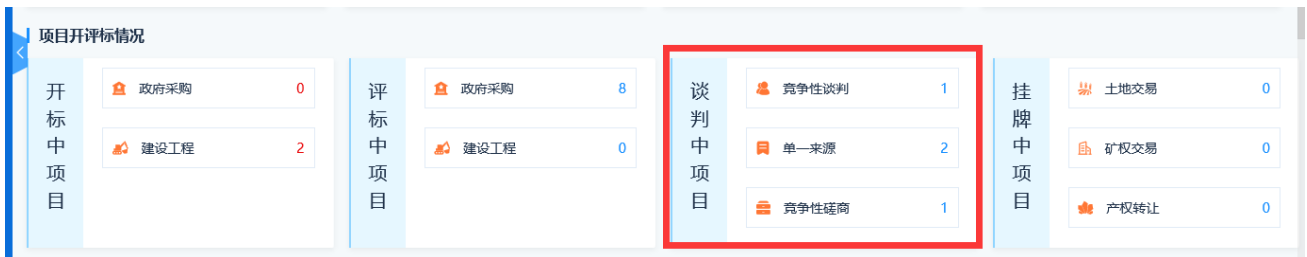 项目开评标情况
开标中项目
政府采购 0
建设工程 2
评标中项目
政府采购 8
建设工程 0
谈判中项目
竞争性谈判 1
单一来源 2
竞争性磋商 1
挂牌中项目
土地交易 0
矿权交易 0
产权转让 0